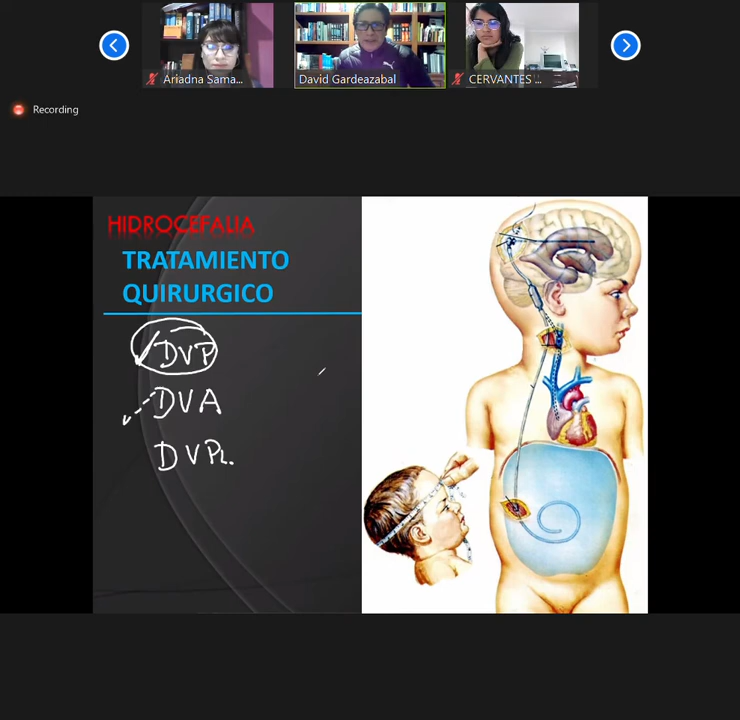 Ariadna Sama...
David Gardeazabal
CERVANTES ...
Recording
HIDROCEFALIA
TRATAMIENTO
QUIRURGICO
DVP
DVA
DVPL.